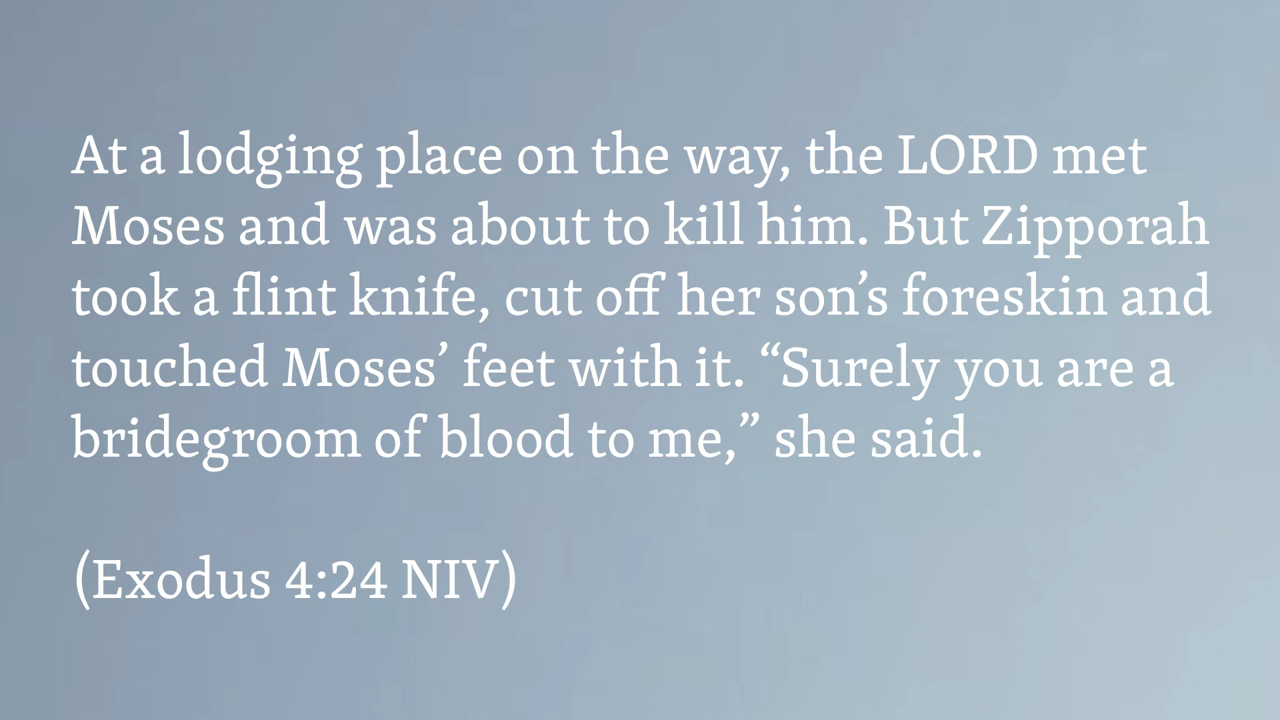 At a lodging place on the way, the LORD met
Moses and was about to kill him. But Zipporah
took a flint knife, cut off her son’s foreskin and
touched Moses’ feet with it. “Surely you are a
bridegroom of blood to me,” she said.
(Exodus 4:24 NIV)